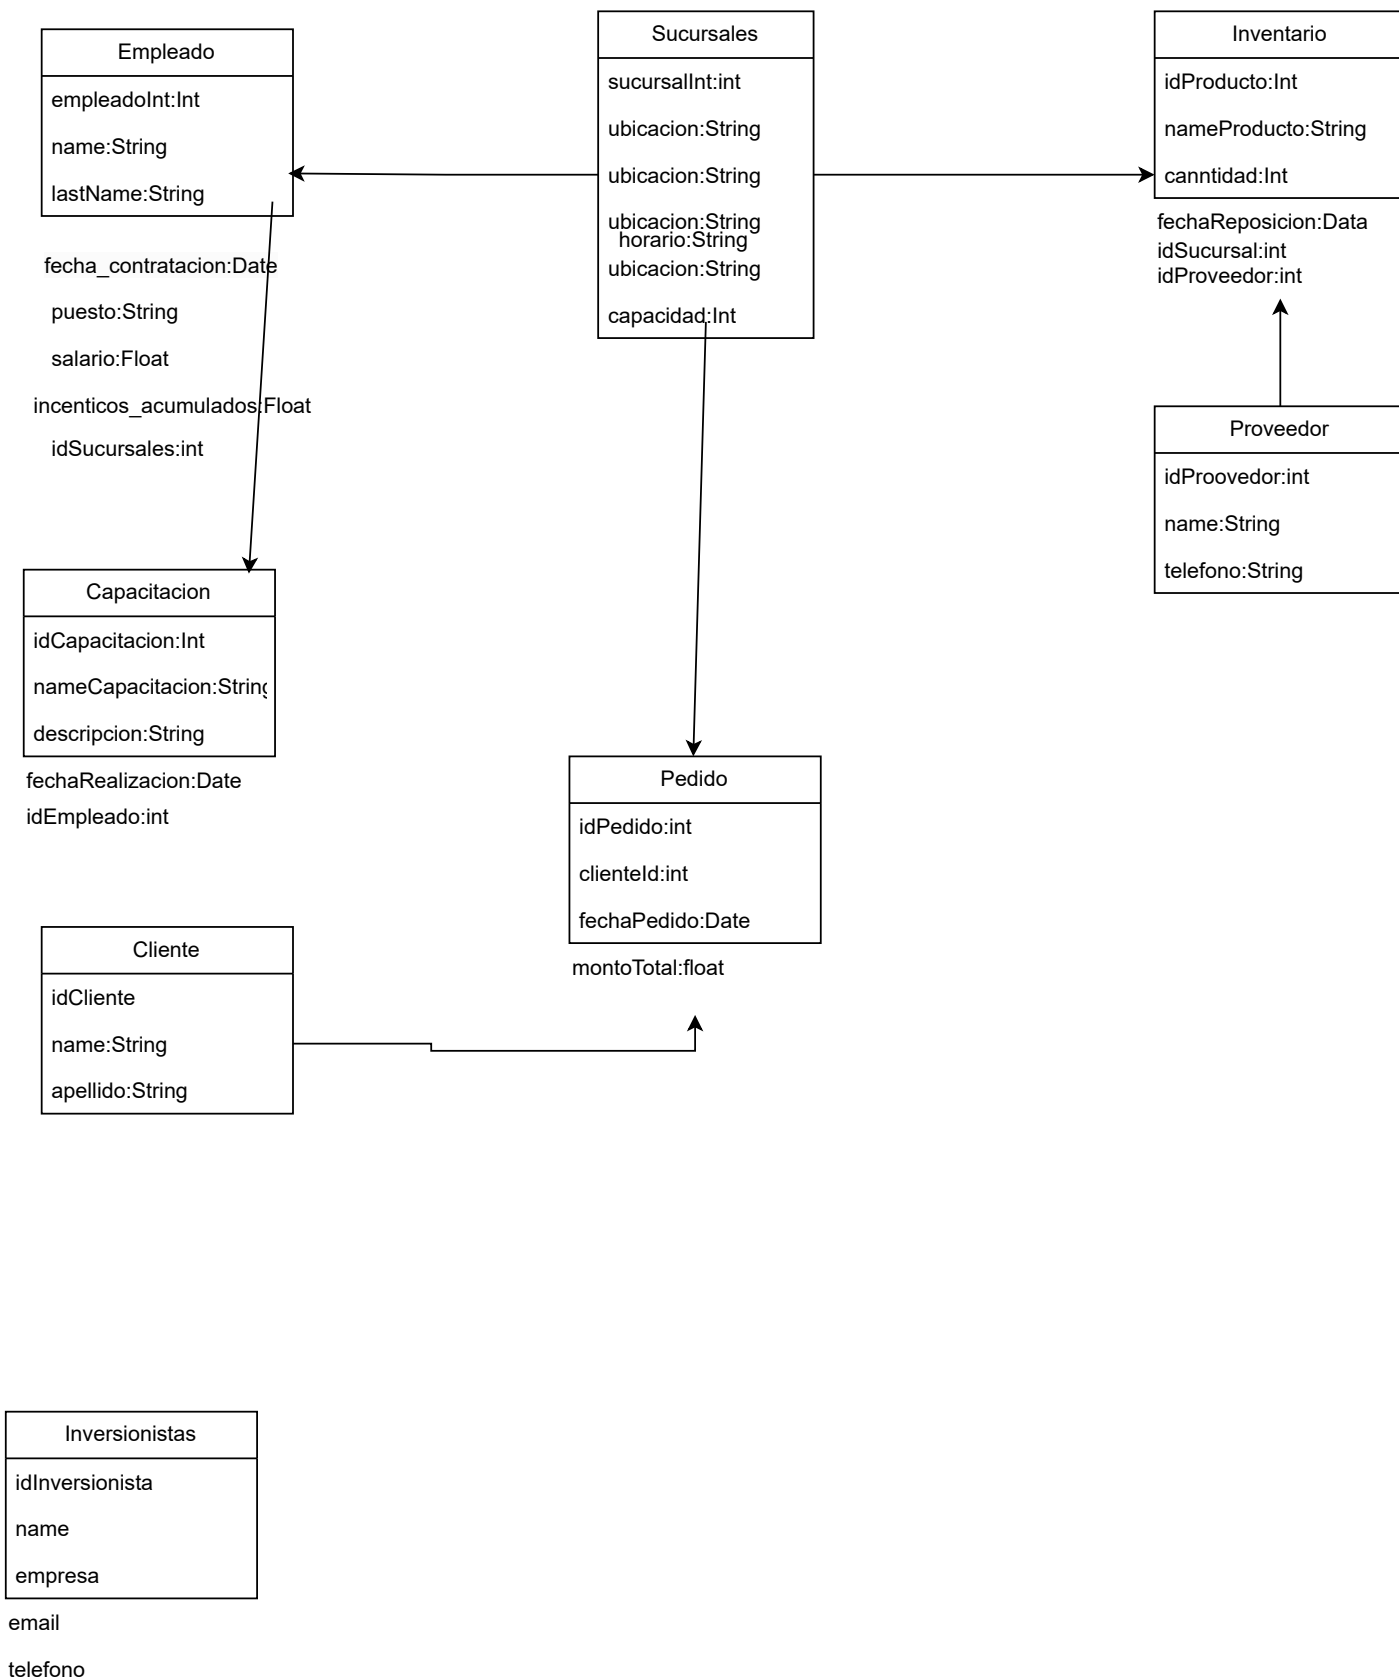 Empleado
empleadoInt:Int
name:String
lastName:String
fecha_contratacion:Date
puesto:String
salario:Float
incenticos_acumulados:Float
idSucursales:int
Sucursales
sucursalInt:int
ubicacion:String
ubicacion:String
ubicacion:String
horario:String
ubicacion:String
capacidad:Int
Inventario
idProducto:Int
nameProducto:String
canntidad:Int
fechaReposicion:Data
idSucursal:int
idProveedor:int
Proveedor
idProovedor:int
name:String
telefono:String
Capacitacion
idCapacitacion:Int
nameCapacitacion:String
descripcion:String
fechaRealizacion:Date
idEmpleado:int
Pedido
idPedido:int
clienteId:int
fechaPedido:Date
montoTotal:float
Cliente
idCliente
name:String
apellido:String
Inversionistas
idInversionista
name
empresa
email
telefono